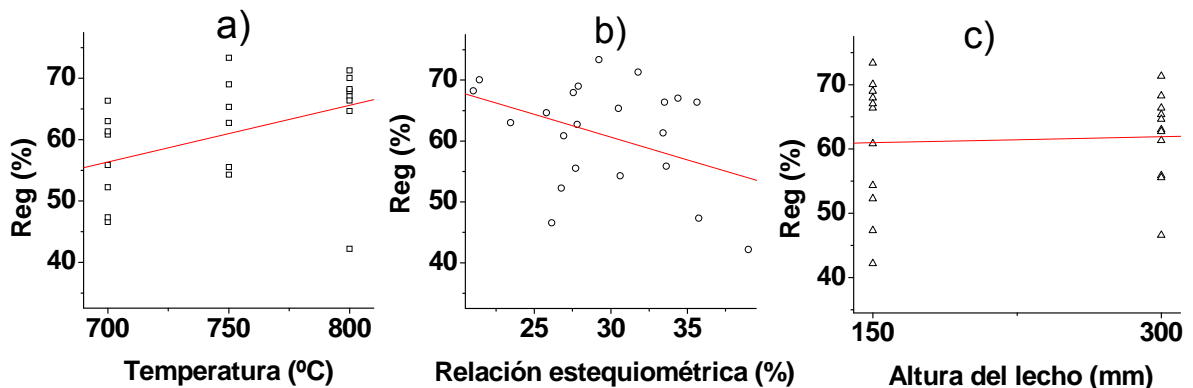 a)
Reg (%)
70
60
50
40
700
750
800
Temperatura (ºC)
b)
Reg (%)
70
60
50
40
25
30
35
Relación estequiométrica (%)
c)
Reg (%)
70
60
50
40
150
300
Altura del lecho (mm)